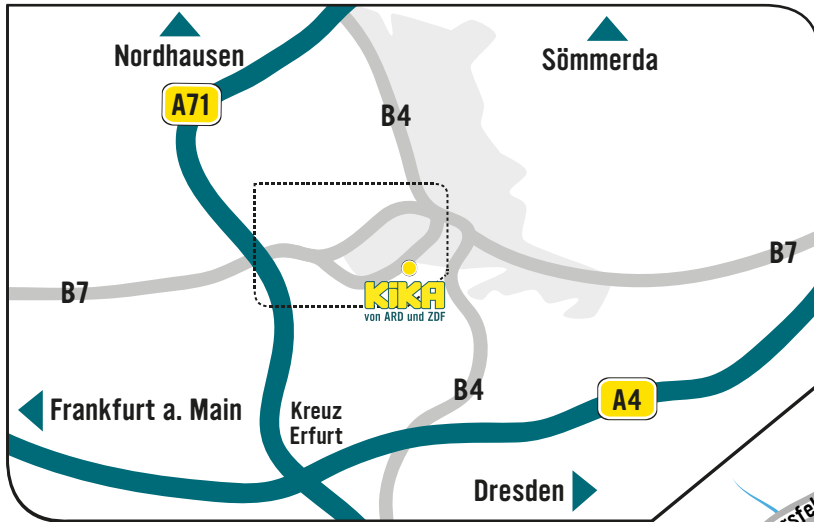 Nordhausen
Sömmerda
A71
B4
B7
B7
KiKA
von ARD und ZDF
B4
A4
Frankfurt a. Main
Kreuz
Erfurt
Dresden